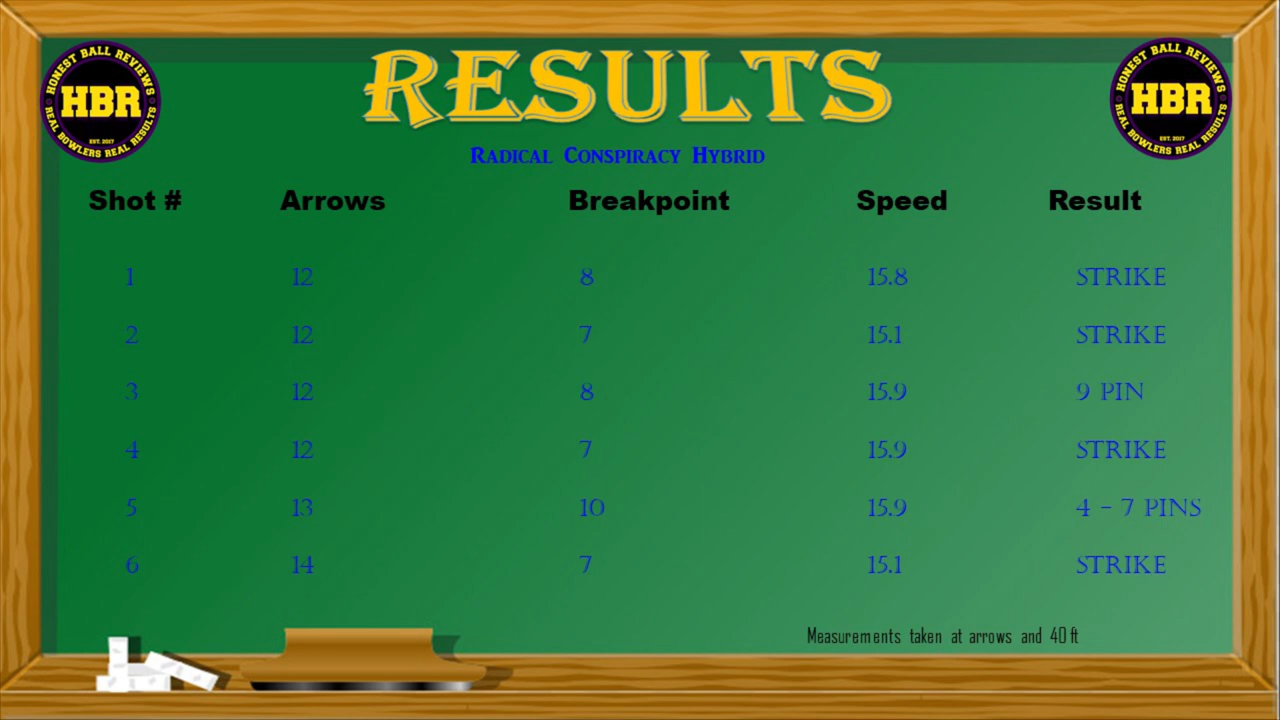 RESULTS
HONEST BALL REVIEWS
HBR
EST. 2017
REAL BOWLERS REAL RESULTS
HONEST BALL REVIEWS
HBR
EST. 2017
REAL BOWLERS REAL RESULTS
Radical Conspiracy Hybrid
Shot # Arrows Breakpoint Speed Result
1 12 8 15.8 STRIKE
2 12 7 15.1 STRIKE
3 12 8 15.9 9 PIN
4 12 7 15.9 STRIKE
5 13 10 15.9 4 - 7 PINS
6 14 7 15.1 STRIKE
Measurements taken at arrows and 40 ft